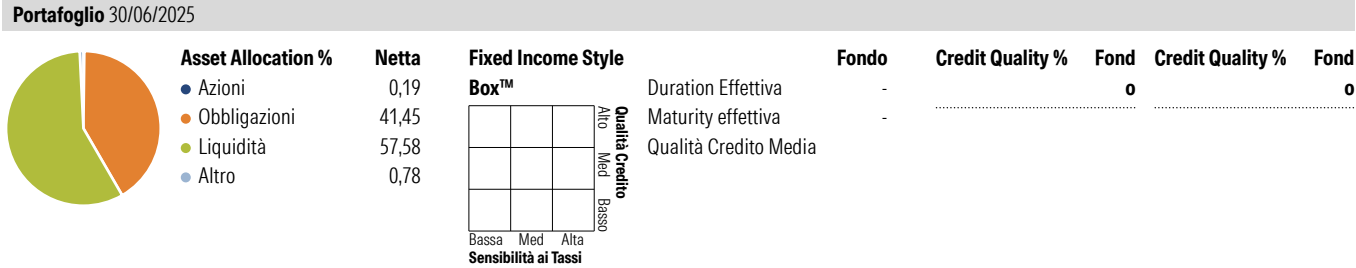 Portafoglio 30/06/2025
Asset Allocation % Netta
Azioni 0,19
Obbligazioni 41,45
Liquidità 57,58
Altro 0,78
Fixed Income Style
Box™
Alto Med Basso
Qualità Credito
Bassa Med Alta
Sensibilità ai Tassi
Fondo
Duration Effettiva -
Maturity effettiva -
Qualità Credito Media
Credit Quality % Fond
o
Credit Quality % Fond
o